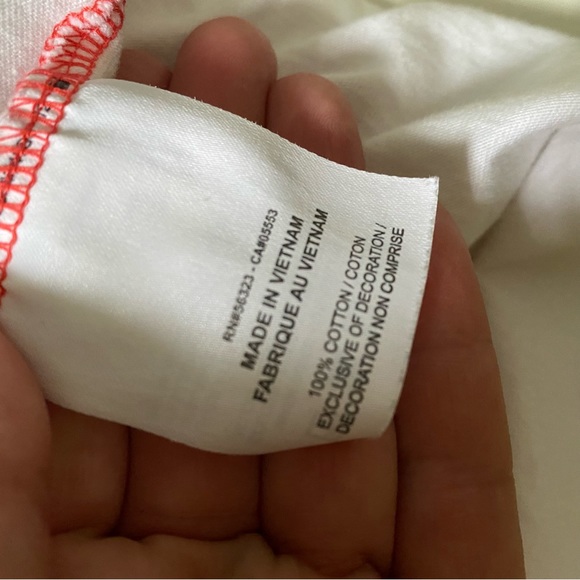 RN#56323 - CA#05553
MADE IN VIETNAM
FABRIQUE AU VIETNAM
100% COTTON / COTON
EXCLUSIVE OF DECORATION /
DECORATION NON COMPRISE